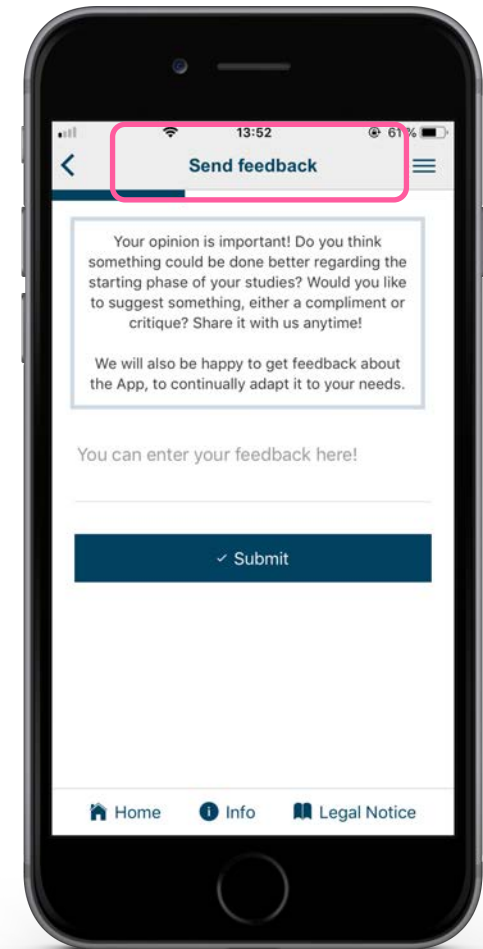 13:52
61%
Send feedback
Your opinion is important! Do you think
something could be done better regarding the
starting phase of your studies? Would you like
to suggest something, either a compliment or
critique? Share it with us anytime!
We will also be happy to get feedback about
the App, to continually adapt it to your needs.
You can enter your feedback here!
✓ Submit
Home
Info
Legal Notice